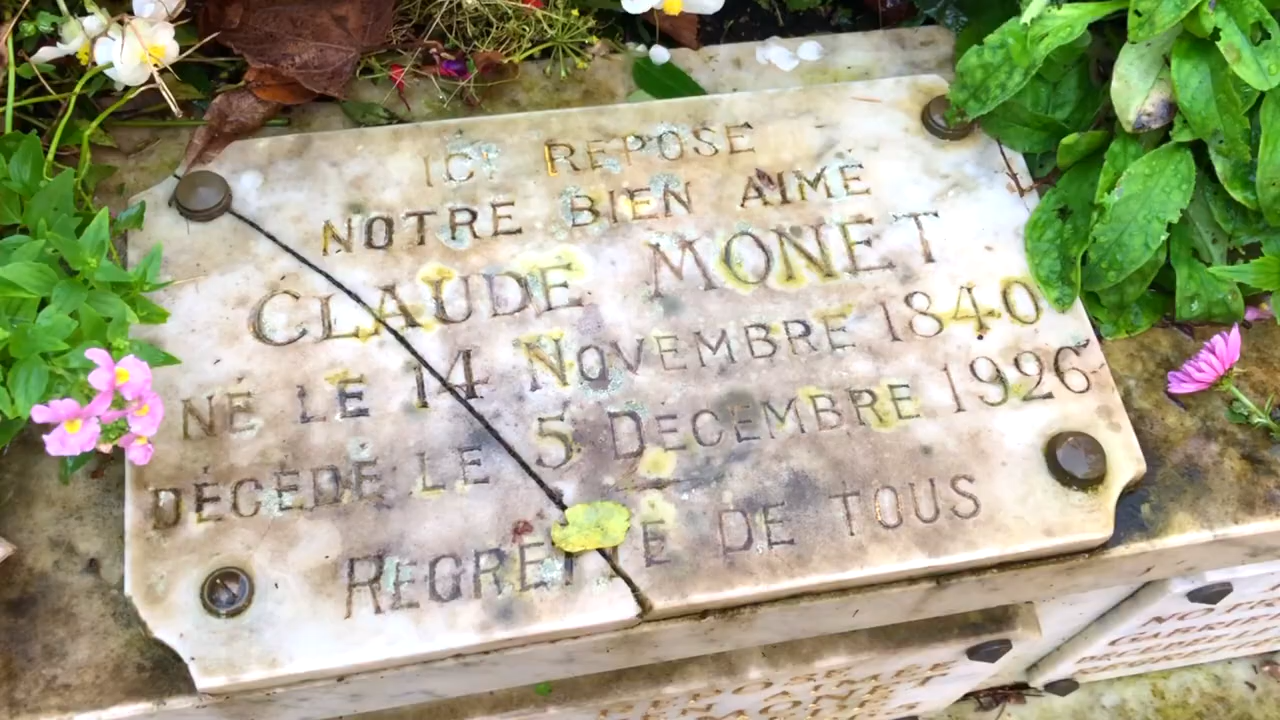 ICI REPOSE
NOTRE BIEN AIMÉ
CLAUDE MONET
NÉ LE 14 NOVEMBRE 1840
DÉCÉDÉ LE 5 DECEMBRE 1926
REGRETTÉ DE TOUS